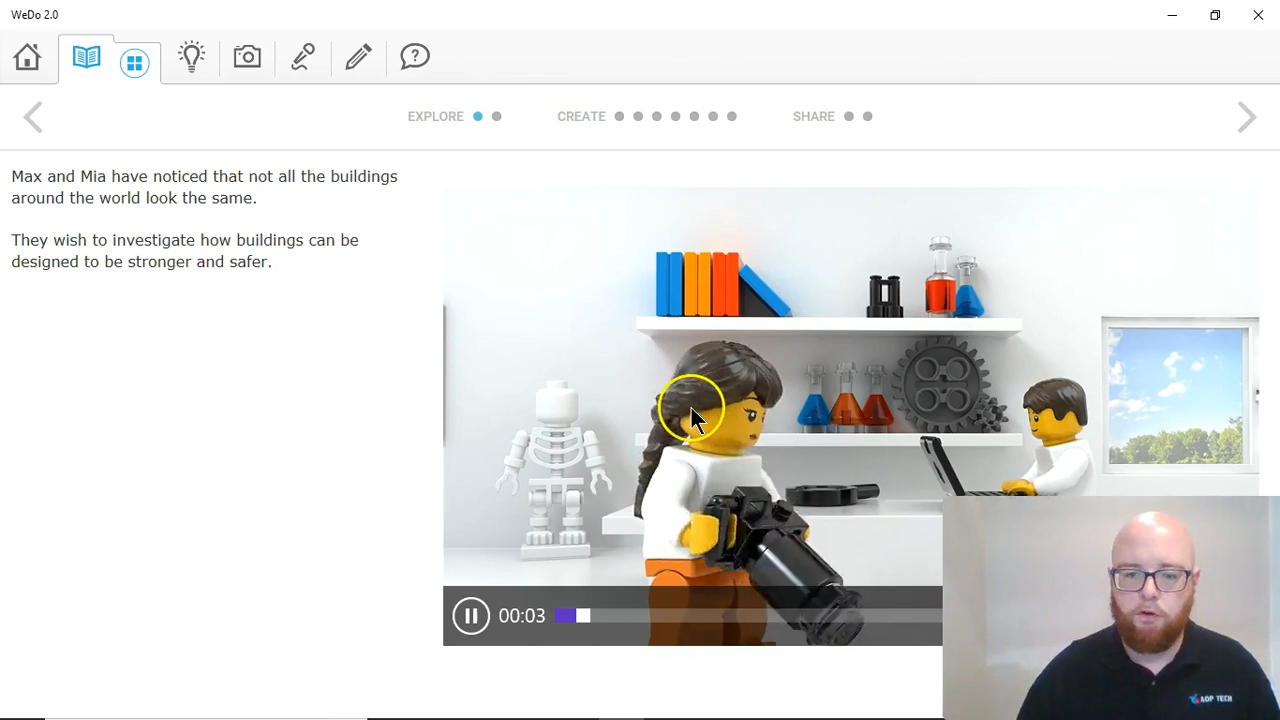 WeDo 2.0
EXPLORE CREATE SHARE
Max and Mia have noticed that not all the buildings
around the world look the same.
They wish to investigate how buildings can be
designed to be stronger and safer.
00:03
AOP TECH